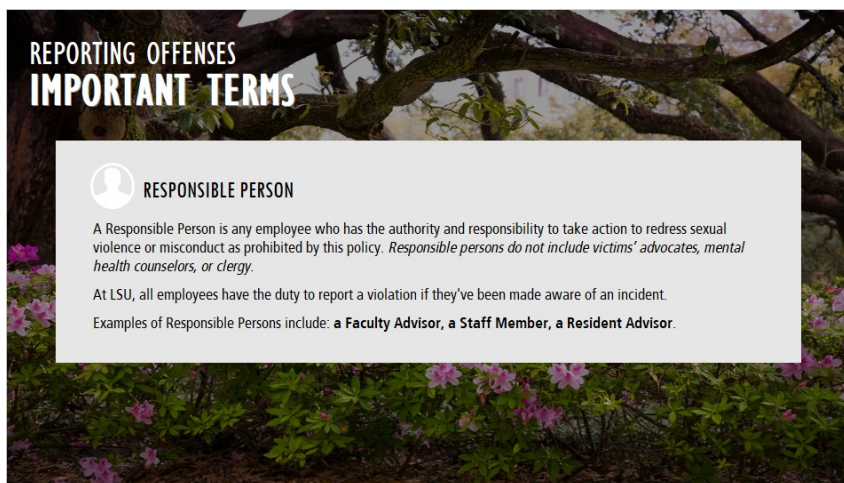 REPORTING OFFENSES
IMPORTANT TERMS
RESPONSIBLE PERSON
A Responsible Person is any employee who has the authority and responsibility to take action to redress sexual
violence or misconduct as prohibited by this policy. Responsible persons do not include victims' advocates, mental
health counselors, or clergy.
At LSU, all employees have the duty to report a violation if they've been made aware of an incident.
Examples of Responsible Persons include: a Faculty Advisor, a Staff Member, a Resident Advisor.